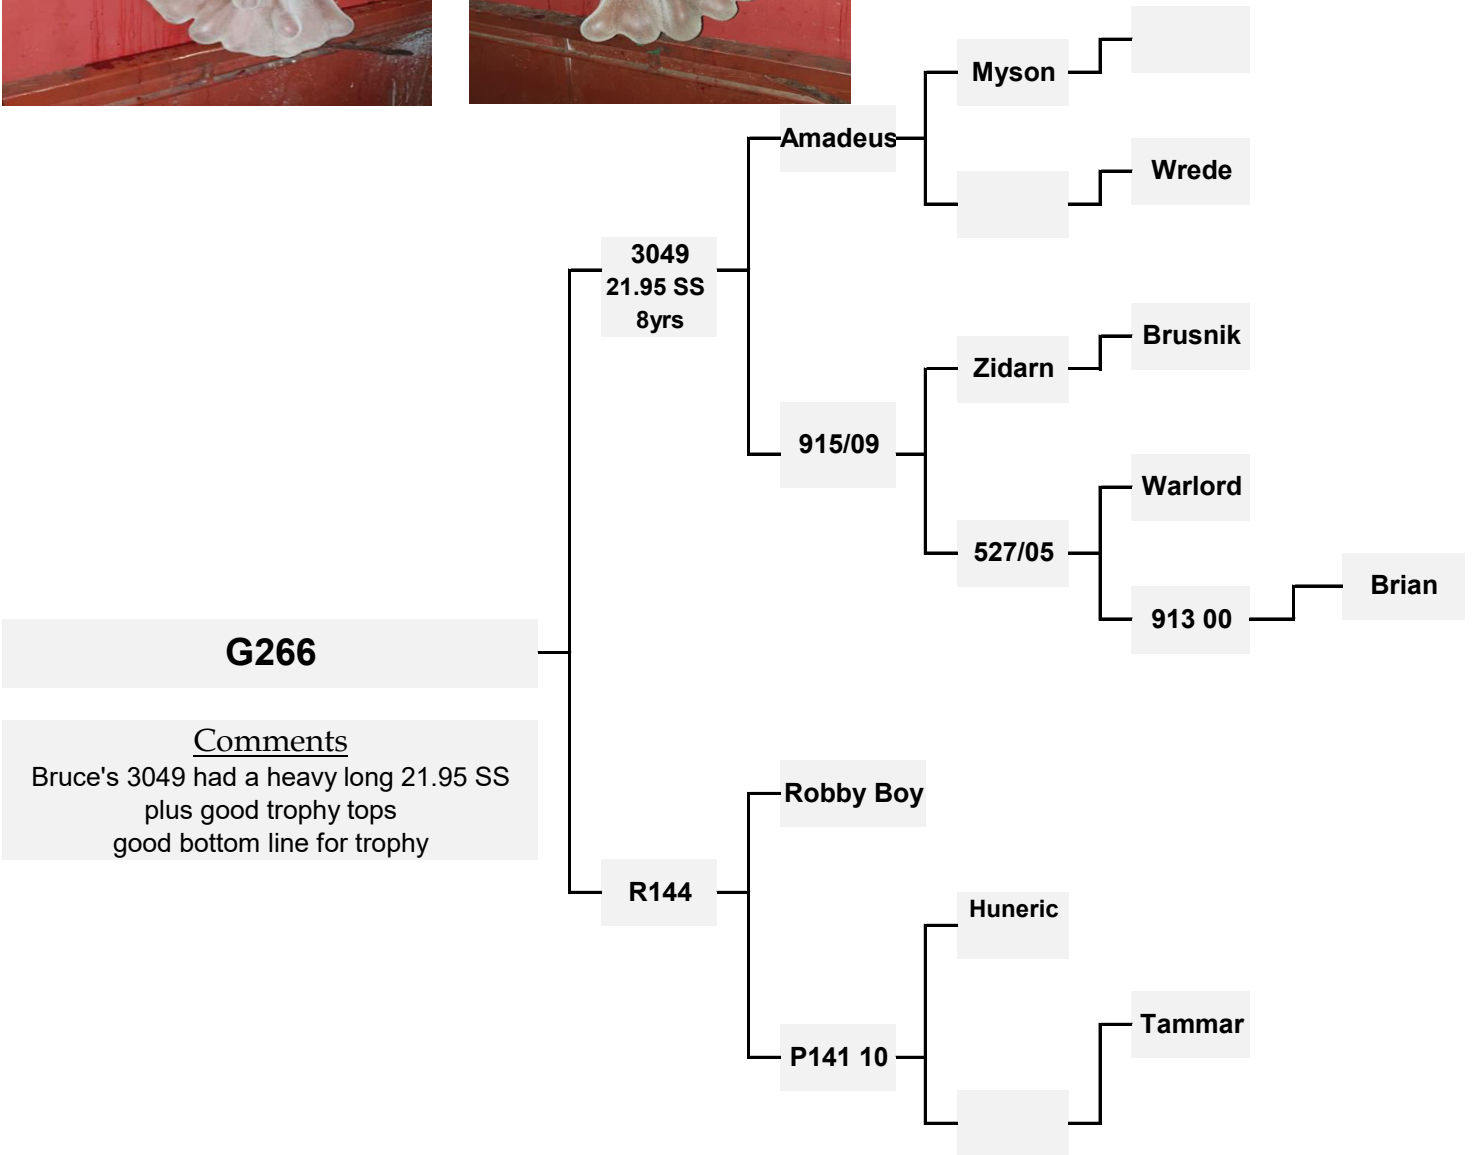 Myson
Amadeus
Wrede
3049
21.95 SS
8yrs
Brusnik
Zidarn
915/09
Warlord
527/05
Brian
913 00
G266
Comments
Bruce's 3049 had a heavy long 21.95 SS
plus good trophy tops
good bottom line for trophy
Robby Boy
R144
Huneric
Tammar
P141 10